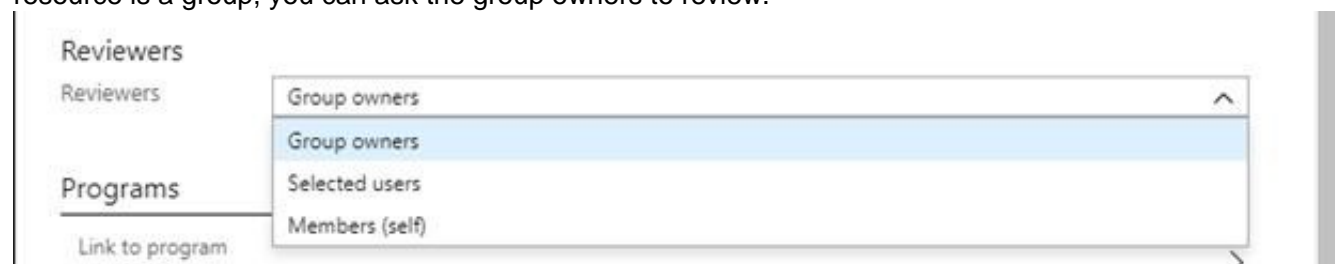 resource is a group, you can ask the group owners to review.
Reviewers
Reviewers
Group owners
Group owners
Selected users
Members (self)
Programs
Link to program